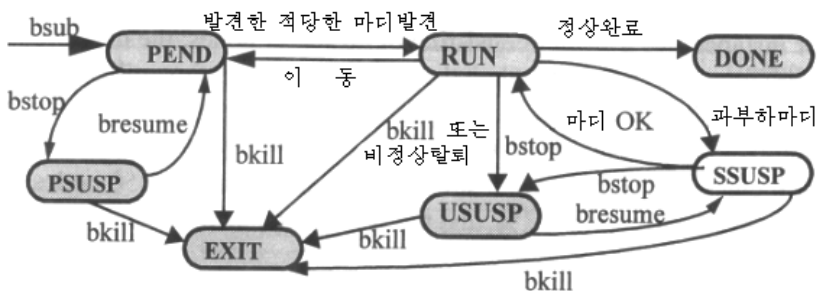 bsub
발견한 적당한 마디발견
정상완료
PEND
RUN
DONE
이 동
bstop
bresume
bkill
bkill 또는
비정상탈퇴
bstop
마디 OK
과부하마디
PSUSP
SSUSP
bstop
bresume
USUSP
bkill
bkill
EXIT
bkill